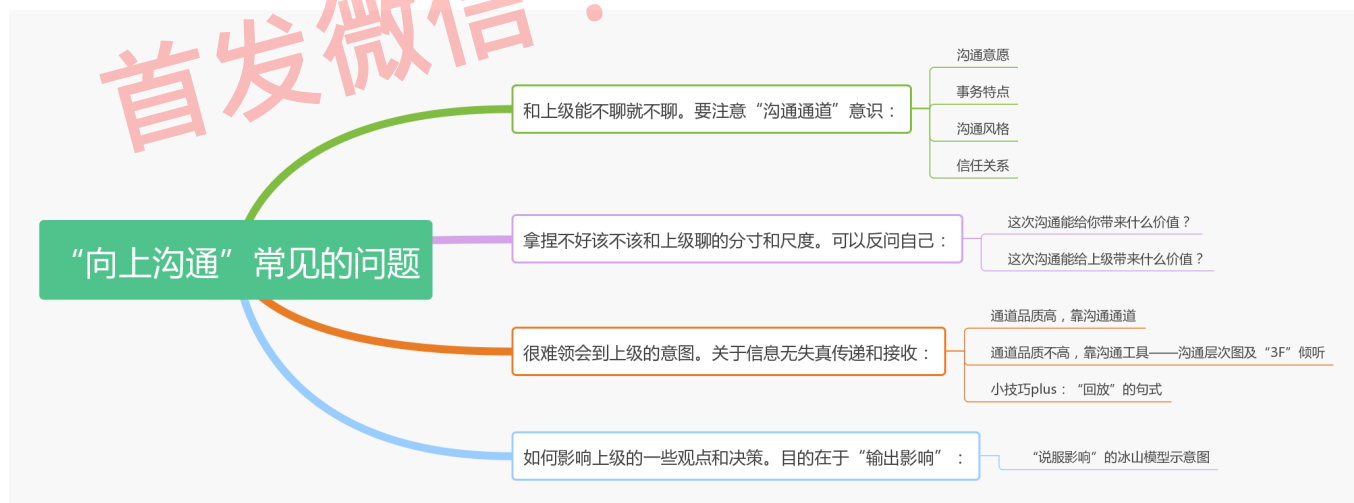 首发微信：
和上级能不聊就不聊。要注意“沟通通道”意识：
沟通意愿
事务特点
沟通风格
信任关系
“向上沟通”常见的问题
拿捏不好该不该和上级聊的分寸和尺度。可以反问自己：
这次沟通能给你带来什么价值？
这次沟通能给上级带来什么价值？
很难领会到上级的意图。关于信息无失真传递和接收：
通道品质高，靠沟通通道
通道品质不高，靠沟通工具——沟通层次图及“3F”倾听
小技巧plus：“回放”的句式
如何影响上级的一些观点和决策。目的在于“输出影响”：
“说服影响”的冰山模型示意图